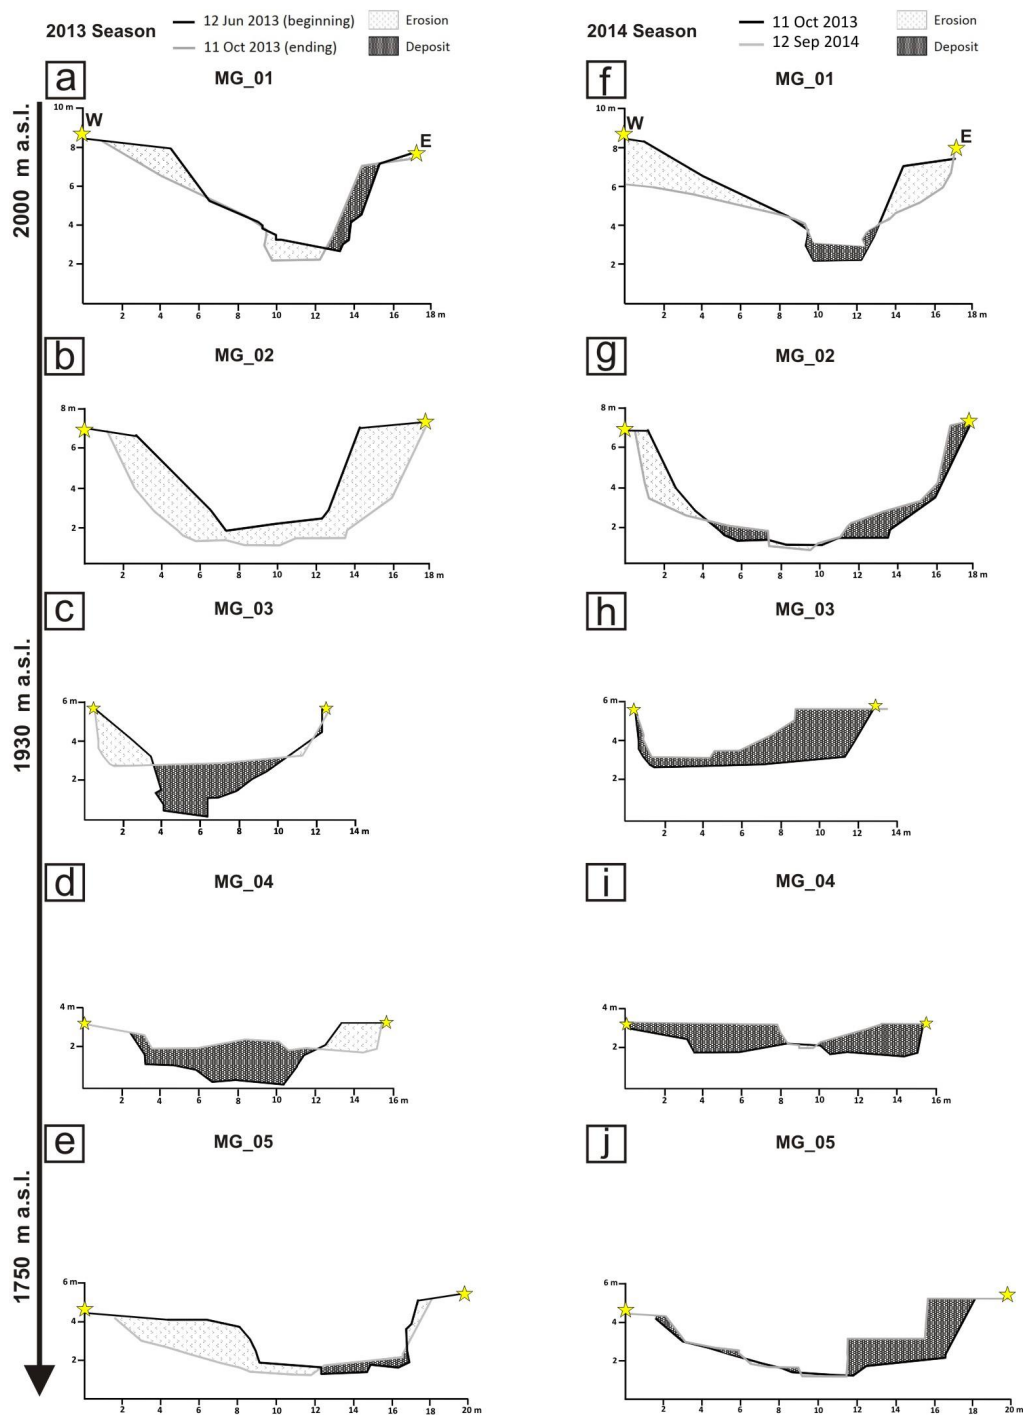 2013 Season
12 Jun 2013 (beginning)
11 Oct 2013 (ending)
Erosion
Deposit
2014 Season
11 Oct 2013
12 Sep 2014
Erosion
Deposit
2000 m a.s.l.
1930 m a.s.l.
1750 m a.s.l.
a
MG_01
W
E
10 m
8
6
4
2
2 4 6 8 10 12 14 16 18 m
f
MG_01
W
E
10 m
8
6
4
2
2 4 6 8 10 12 14 16 18 m
b
MG_02
8 m
6
4
2
2 4 6 8 10 12 14 16 18 m
g
MG_02
8 m
6
4
2
2 4 6 8 10 12 14 16 18 m
c
MG_03
6 m
4
2
2 4 6 8 10 12 14 m
h
MG_03
6 m
4
2
2 4 6 8 10 12 14 m
d
MG_04
4 m
2
2 4 6 8 10 12 14 16 m
i
MG_04
4 m
2
2 4 6 8 10 12 14 16 m
e
MG_05
6 m
4
2
2 4 6 8 10 12 14 16 18 20 m
j
MG_05
6 m
4
2
2 4 6 8 10 12 14 16 18 20 m